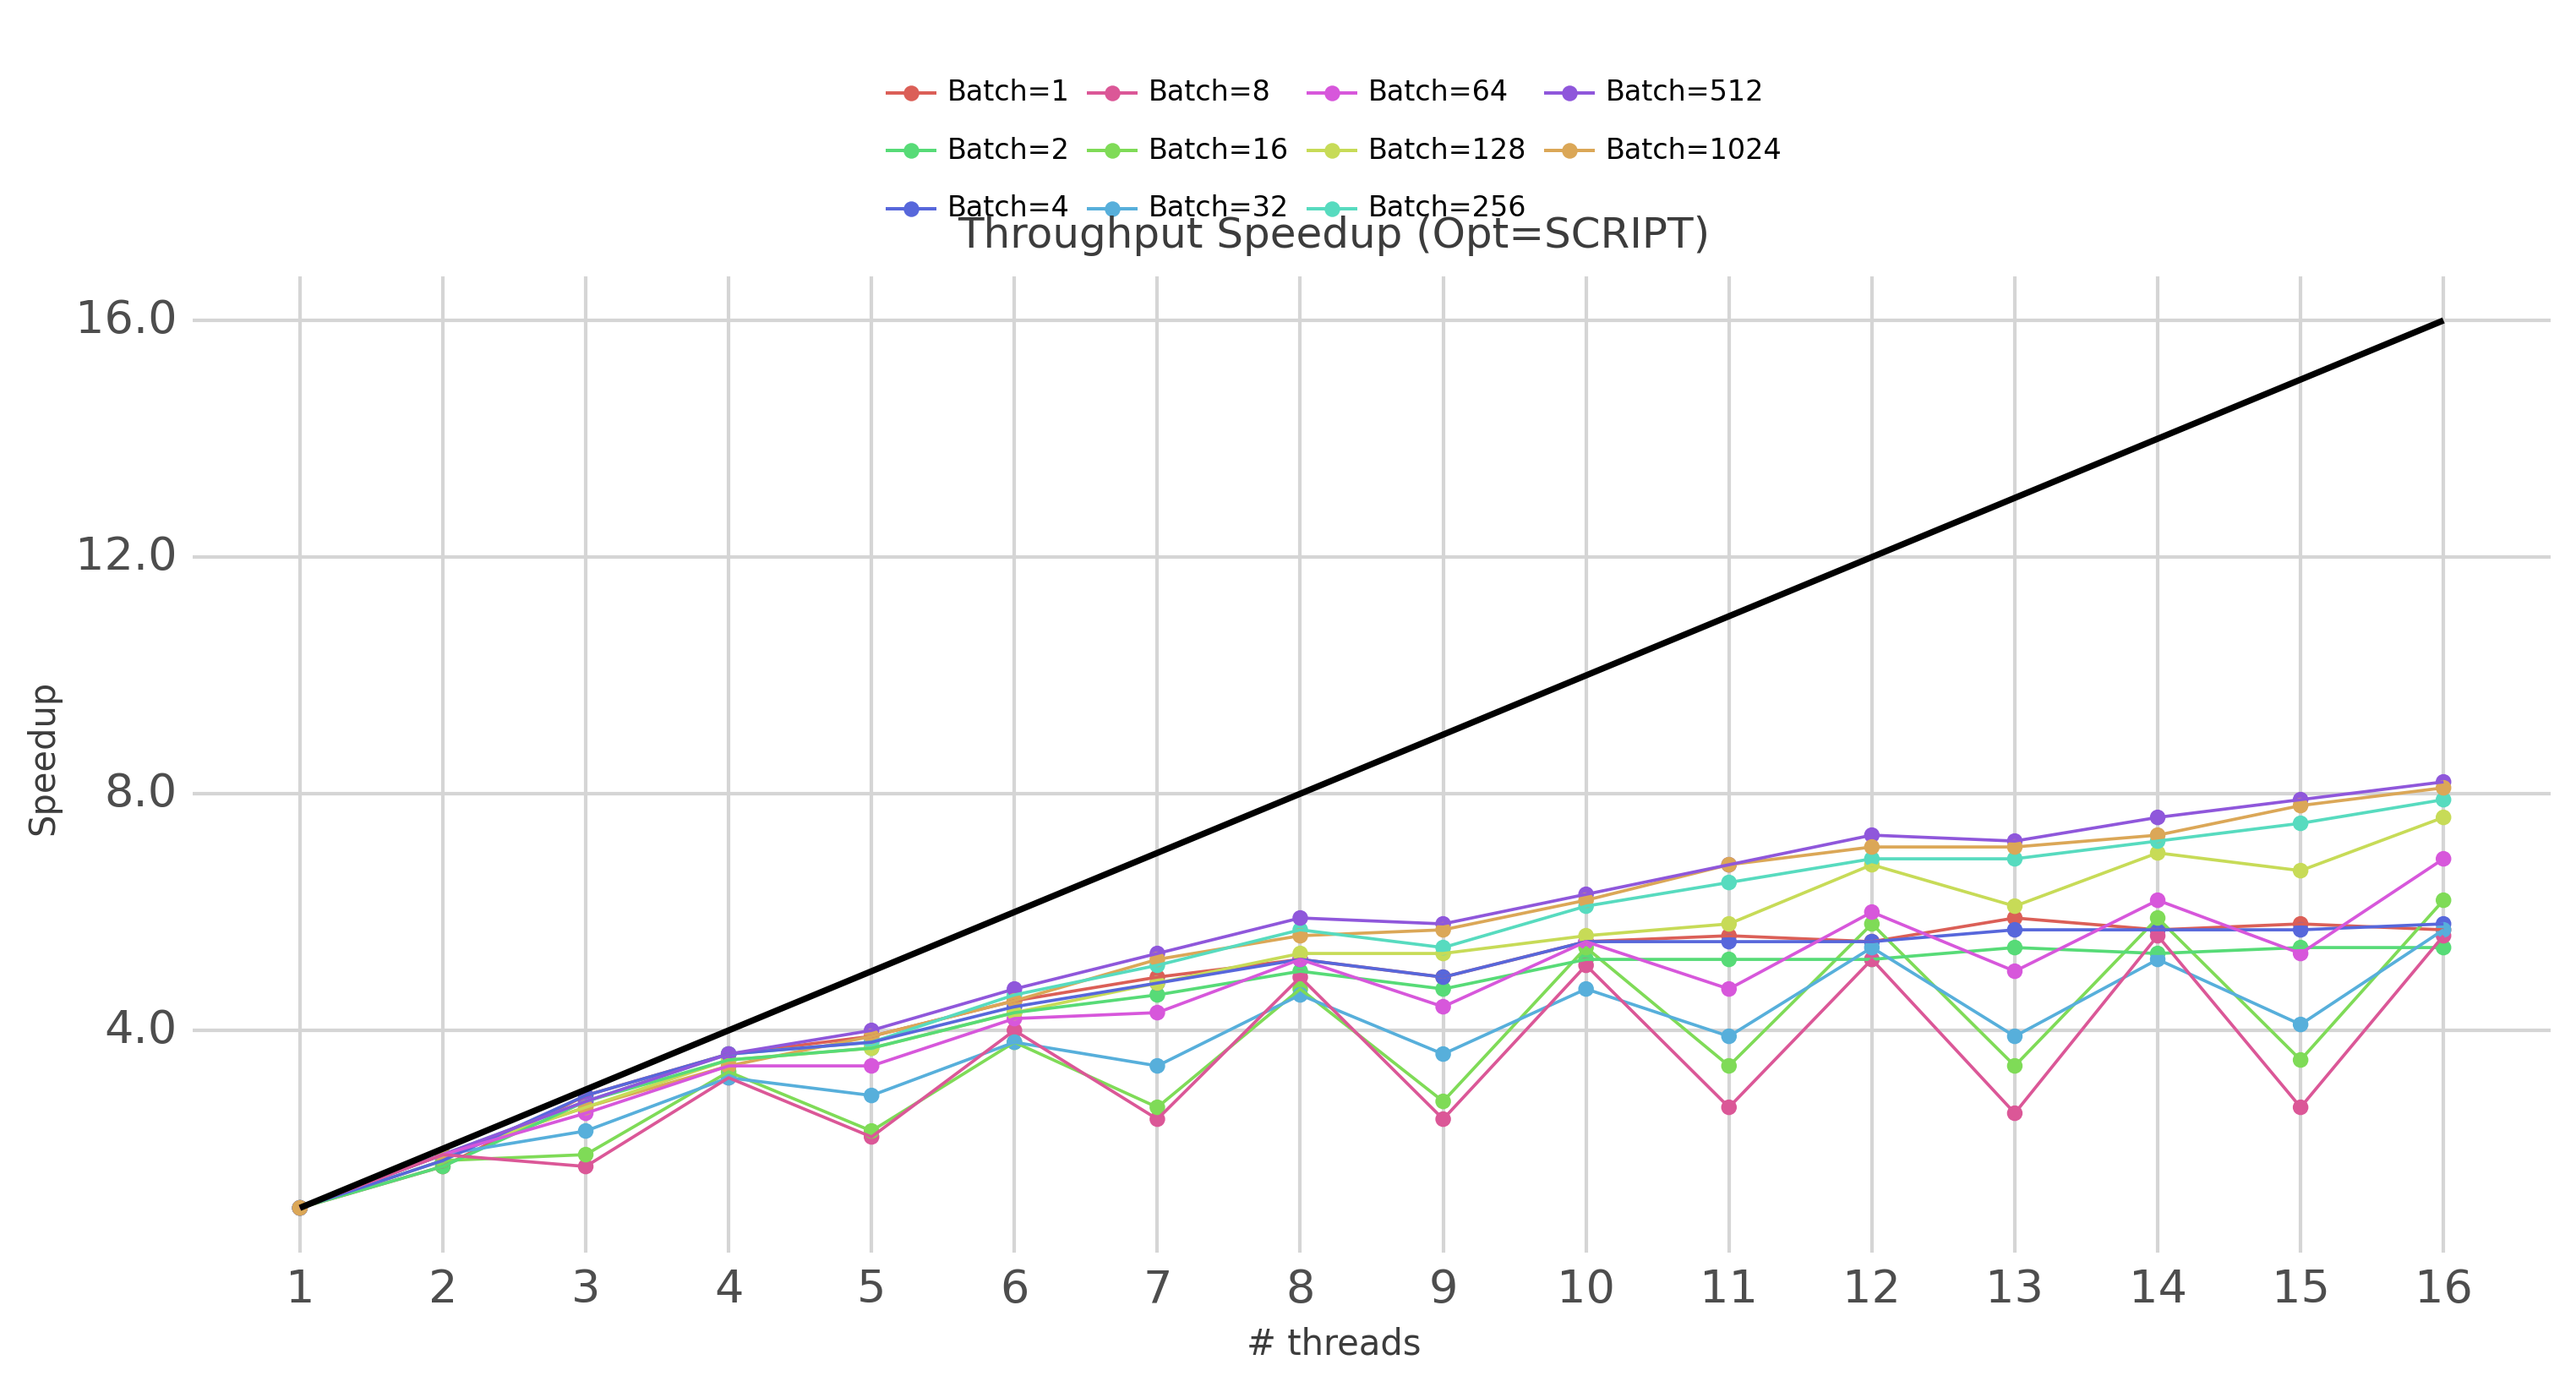 Batch=1 Batch=8 Batch=64 Batch=512
Batch=2 Batch=16 Batch=128 Batch=1024
Batch=4 Batch=32 Batch=256
Throughput Speedup (Opt=SCRIPT)
16.0
12.0
8.0
4.0
Speedup
1 2 3 4 5 6 7 8 9 10 11 12 13 14 15 16
# threads